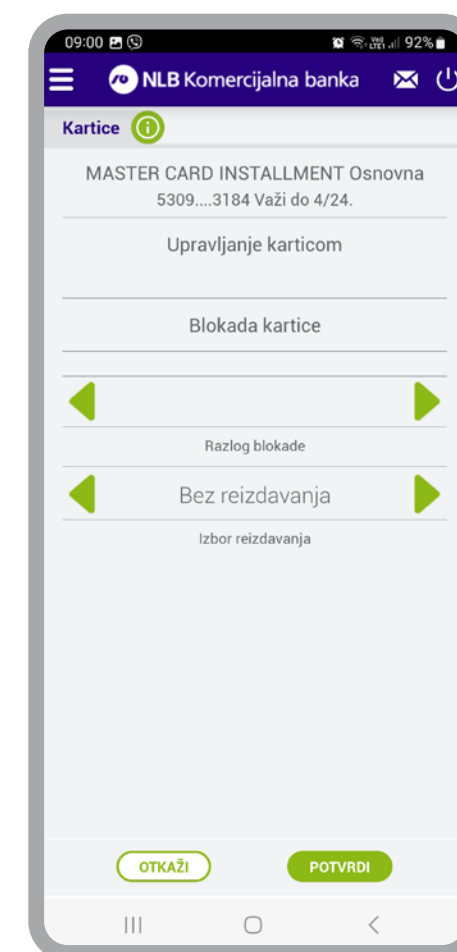 09:00 92%
NLB Komercijalna banka
Kartice i
MASTER CARD INSTALLMENT Osnovna
5309....3184 Važi do 4/24.
Upravljanje karticom
Blokada kartice
Razlog blokade
Bez reizdavanja
Izbor reizdavanja
OTKAŽI POTVRDI